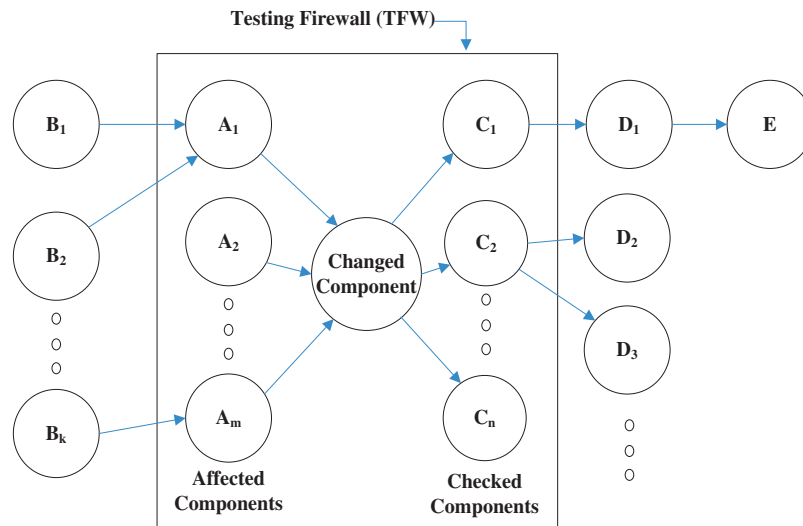 Testing Firewall (TFW)
B1
A1
C1
D1
E
B2
A2
Changed
Component
C2
D2
D3
Bk
Am
Cn
Affected
Components
Checked
Components